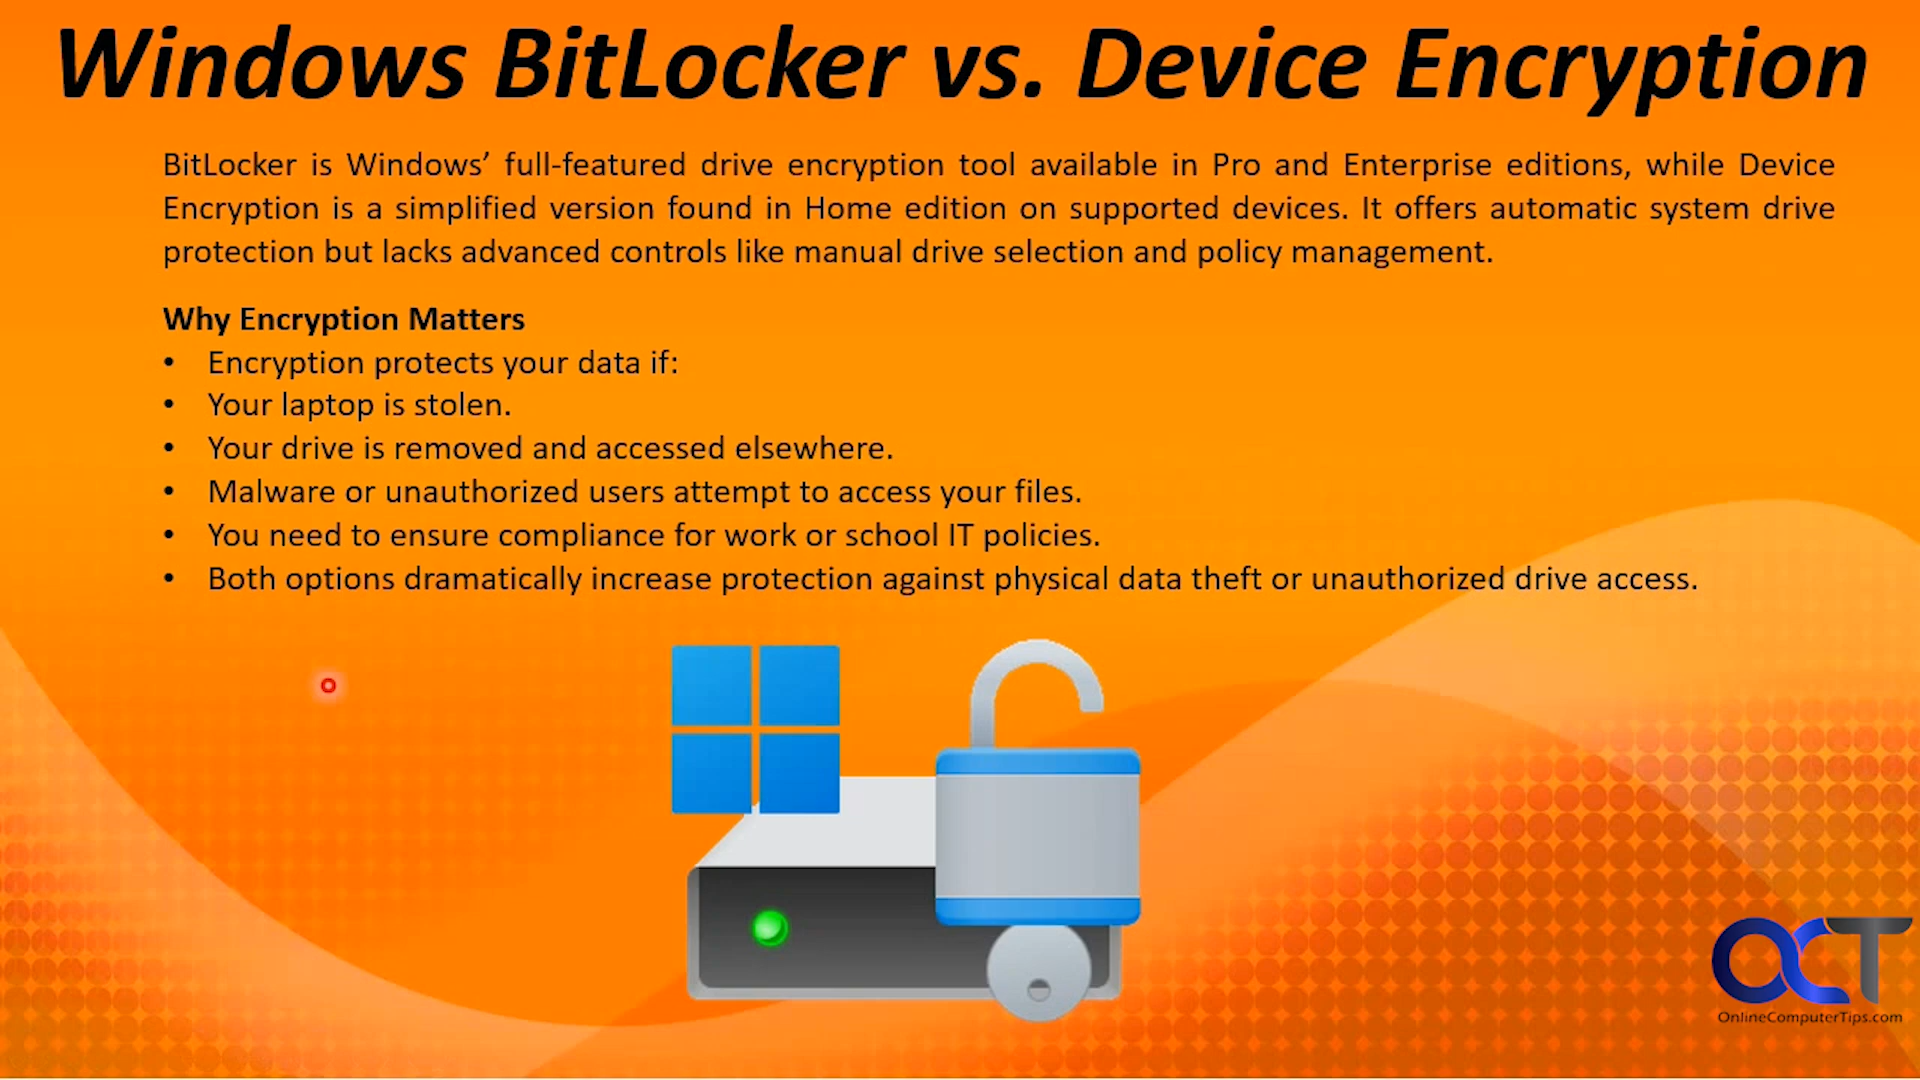 Windows BitLocker vs. Device Encryption
BitLocker is Windows’ full-featured drive encryption tool available in Pro and Enterprise editions, while Device
Encryption is a simplified version found in Home edition on supported devices. It offers automatic system drive
protection but lacks advanced controls like manual drive selection and policy management.
Why Encryption Matters
• Encryption protects your data if:
• Your laptop is stolen.
• Your drive is removed and accessed elsewhere.
• Malware or unauthorized users attempt to access your files.
• You need to ensure compliance for work or school IT policies.
• Both options dramatically increase protection against physical data theft or unauthorized drive access.
OCT
OnlineComputerTips.com